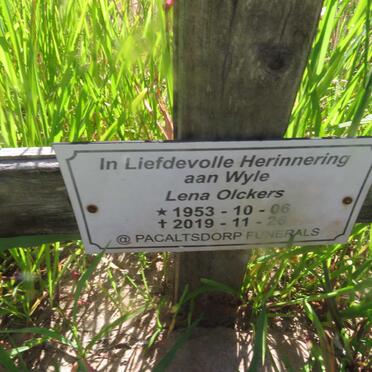 In Liefdevolle Herinnering
aan Wyle
Lena Olckers
★ 1953 - 10 - 06
✝ 2019 - 11 -
@ PACALTSDORP FUNERALS